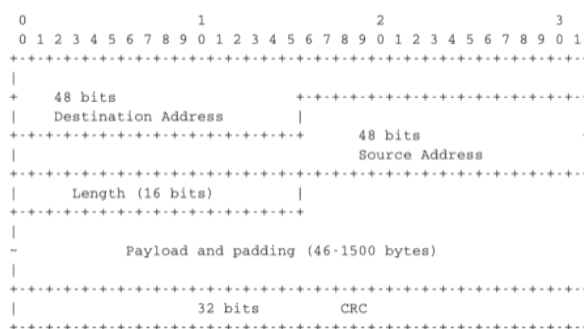 0                   1                   2                   3
0 1 2 3 4 5 6 7 8 9 0 1 2 3 4 5 6 7 8 9 0 1 2 3 4 5 6 7 8 9 0 1
48 bits
Destination Address
48 bits
Source Address
Length (16 bits)
Payload and padding (46-1500 bytes)
32 bits CRC